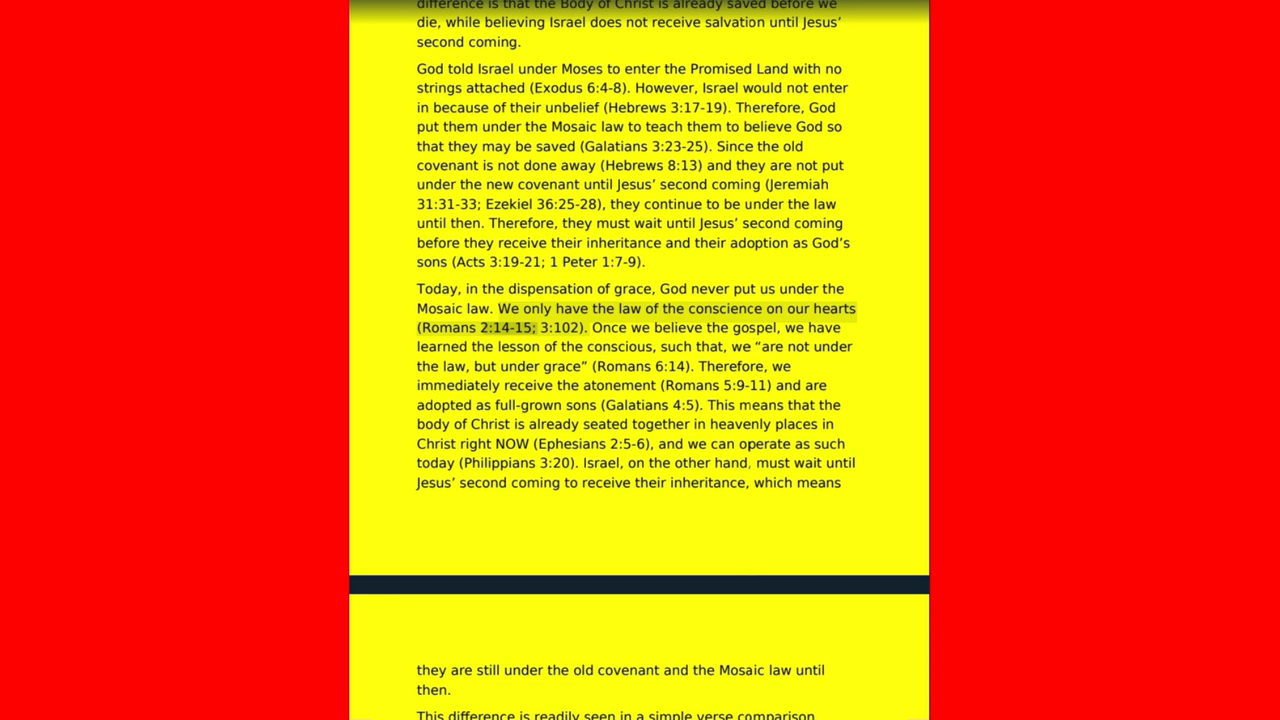 difference is that the Body of Christ is already saved before we
die, while believing Israel does not receive salvation until Jesus’
second coming.
God told Israel under Moses to enter the Promised Land with no
strings attached (Exodus 6:4-8). However, Israel would not enter
in because of their unbelief (Hebrews 3:17-19). Therefore, God
put them under the Mosaic law to teach them to believe God so
that they may be saved (Galatians 3:23-25). Since the old
covenant is not done away (Hebrews 8:13) and they are not put
under the new covenant until Jesus’ second coming (Jeremiah
31:31-33; Ezekiel 36:25-28), they continue to be under the law
until then. Therefore, they must wait until Jesus’ second coming
before they receive their inheritance and their adoption as God’s
sons (Acts 3:19-21; 1 Peter 1:7-9).
Today, in the dispensation of grace, God never put us under the
Mosaic law. We only have the law of the conscience on our hearts
(Romans 2:14-15; 3:102). Once we believe the gospel, we have
learned the lesson of the conscious, such that, we “are not under
the law, but under grace” (Romans 6:14). Therefore, we
immediately receive the atonement (Romans 5:9-11) and are
adopted as full-grown sons (Galatians 4:5). This means that the
body of Christ is already seated together in heavenly places in
Christ right NOW (Ephesians 2:5-6), and we can operate as such
today (Philippians 3:20). Israel, on the other hand, must wait until
Jesus’ second coming to receive their inheritance, which means
they are still under the old covenant and the Mosaic law until
then.
This difference is readily seen in a simple verse comparison